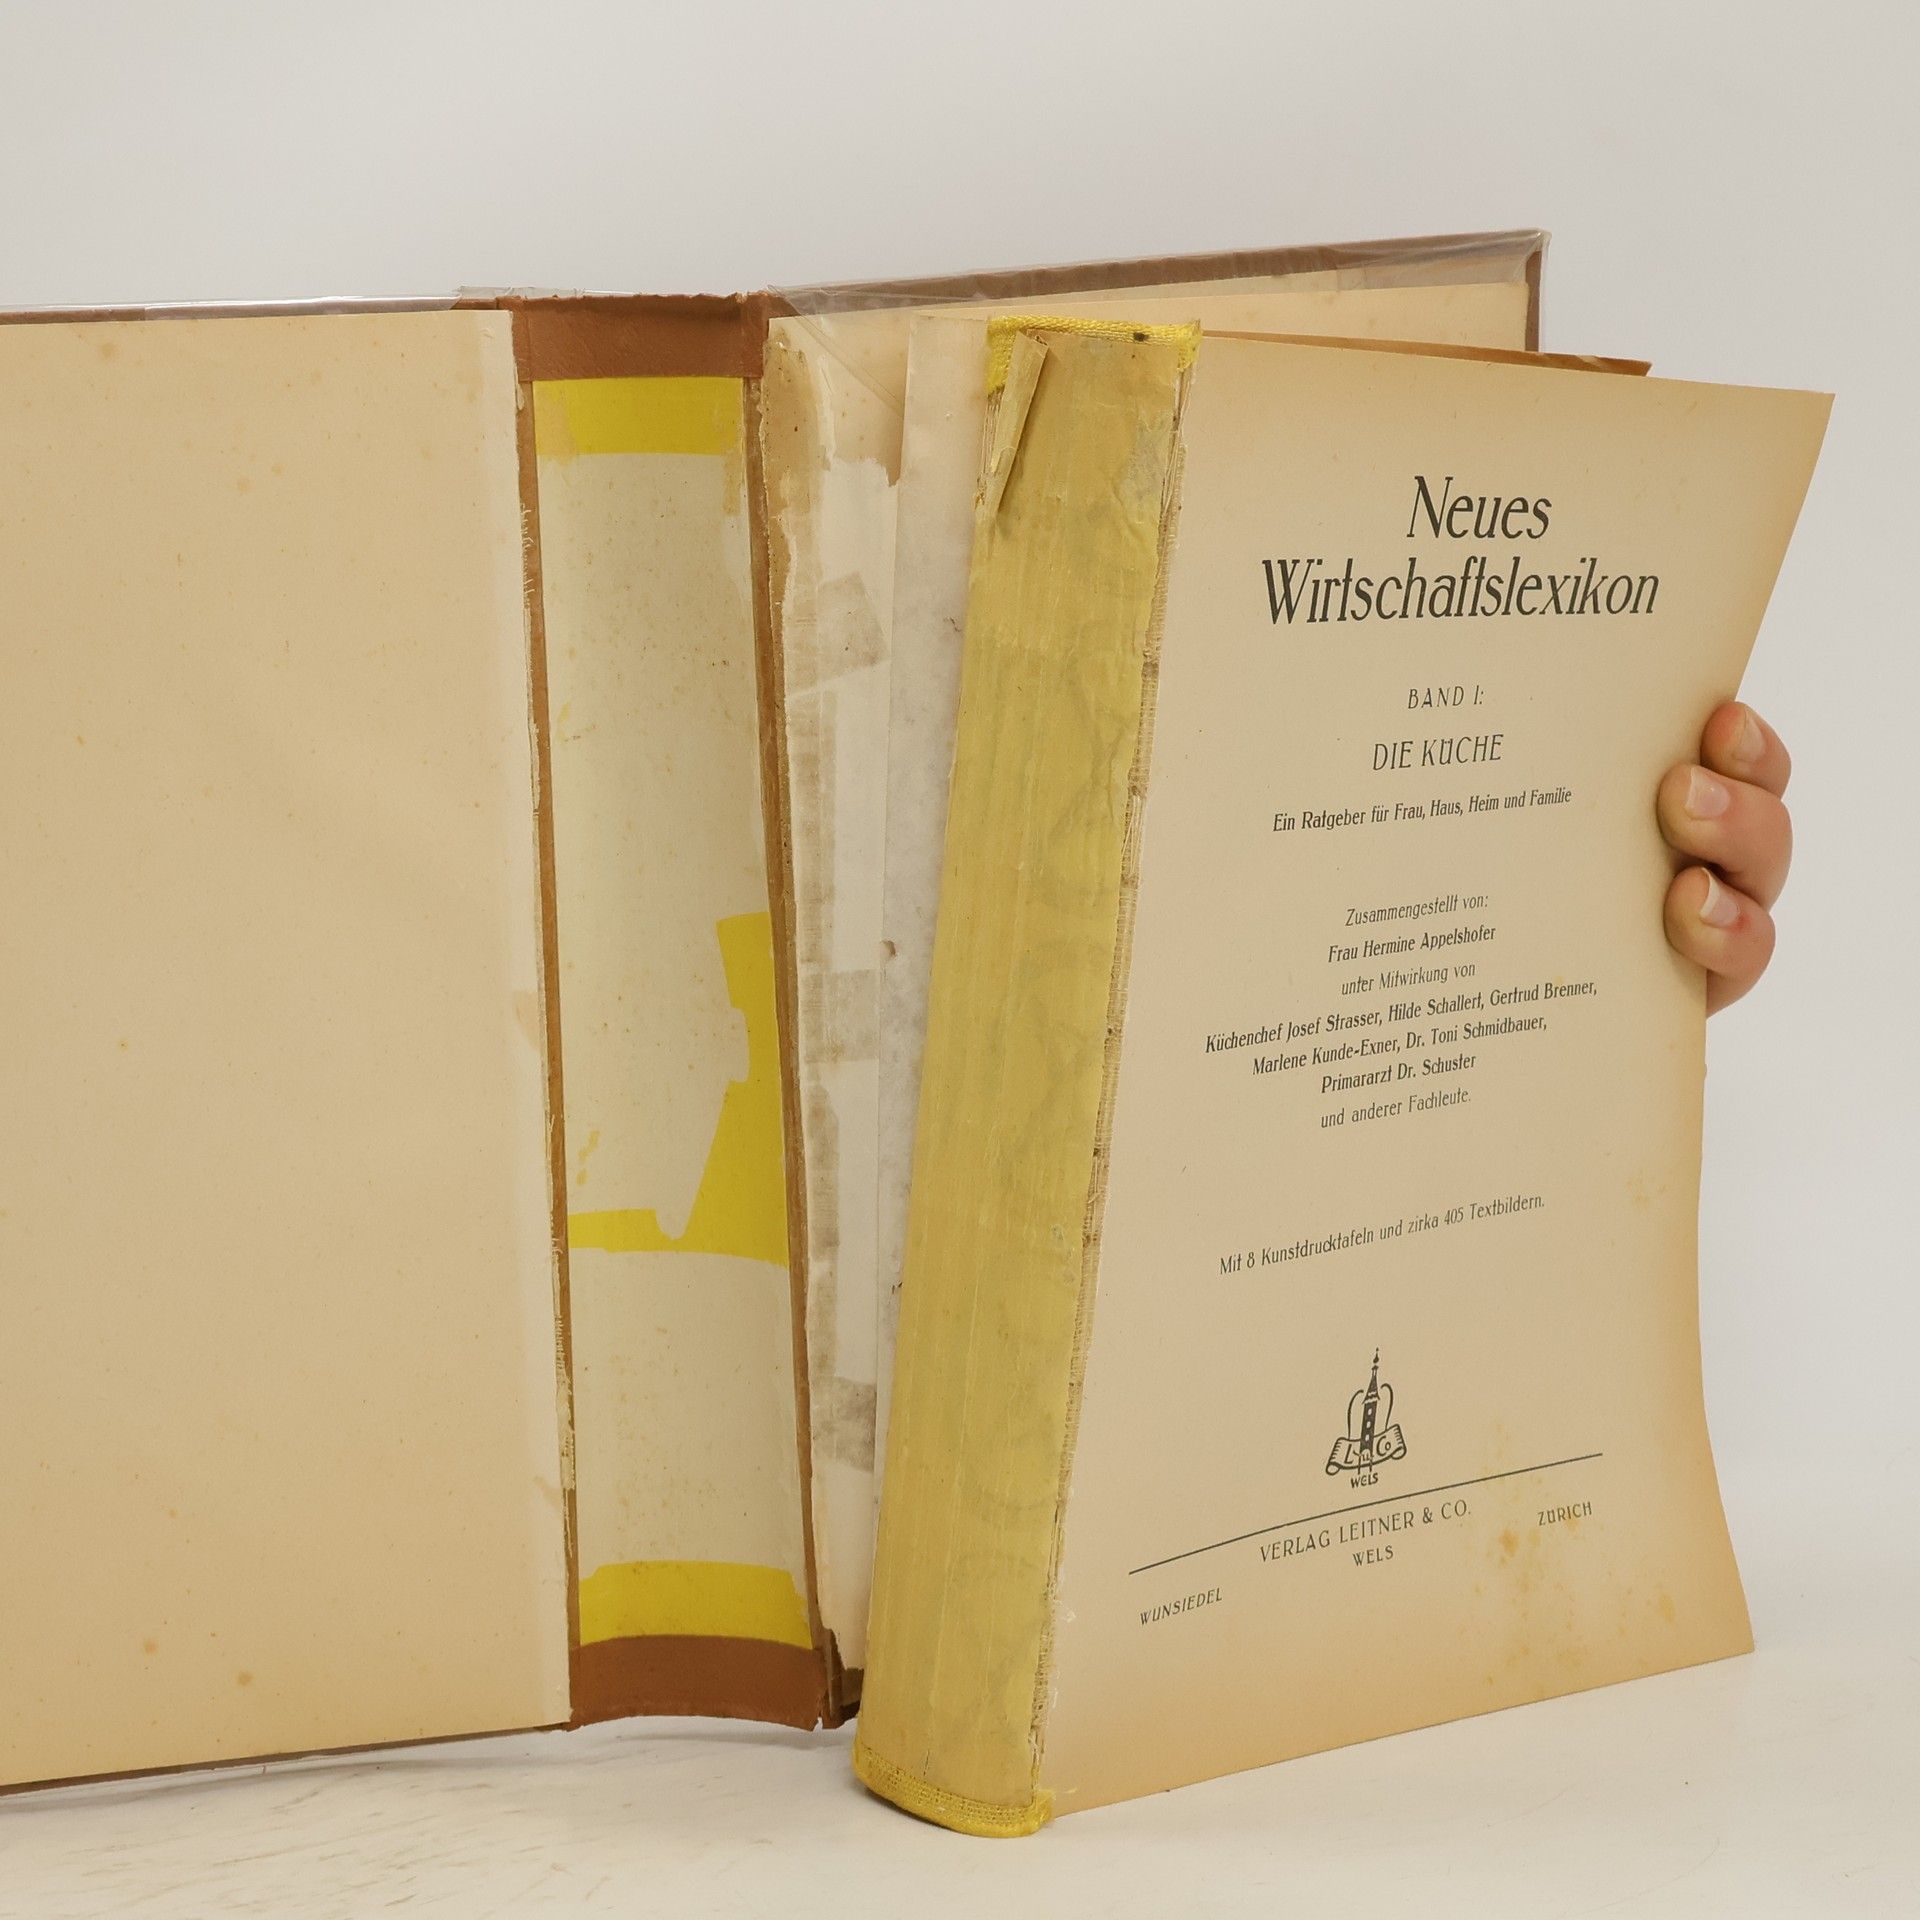 Neues
Wirtschaftslexikon
BAND I:
DIE KÜCHE
Ein Ratgeber für Frau, Haus, Heim und Familie
Zusammengestellt von:
Frau Hermine Appelshofer
unter Mitwirkung von
Küchenchef Josef Strasser, Hilde Schallert, Gertrud Brenner,
Marlene Kunde-Exner, Dr. Toni Schmidbauer,
Primararzt Dr. Schuster
und anderer Fachleute.
Mit 8 Kunstdrucktafeln und zirka 405 Textbildern.
L u. Co
WELS
VERLAG LEITNER & CO.
WUNSIEDEL WELS ZÜRICH